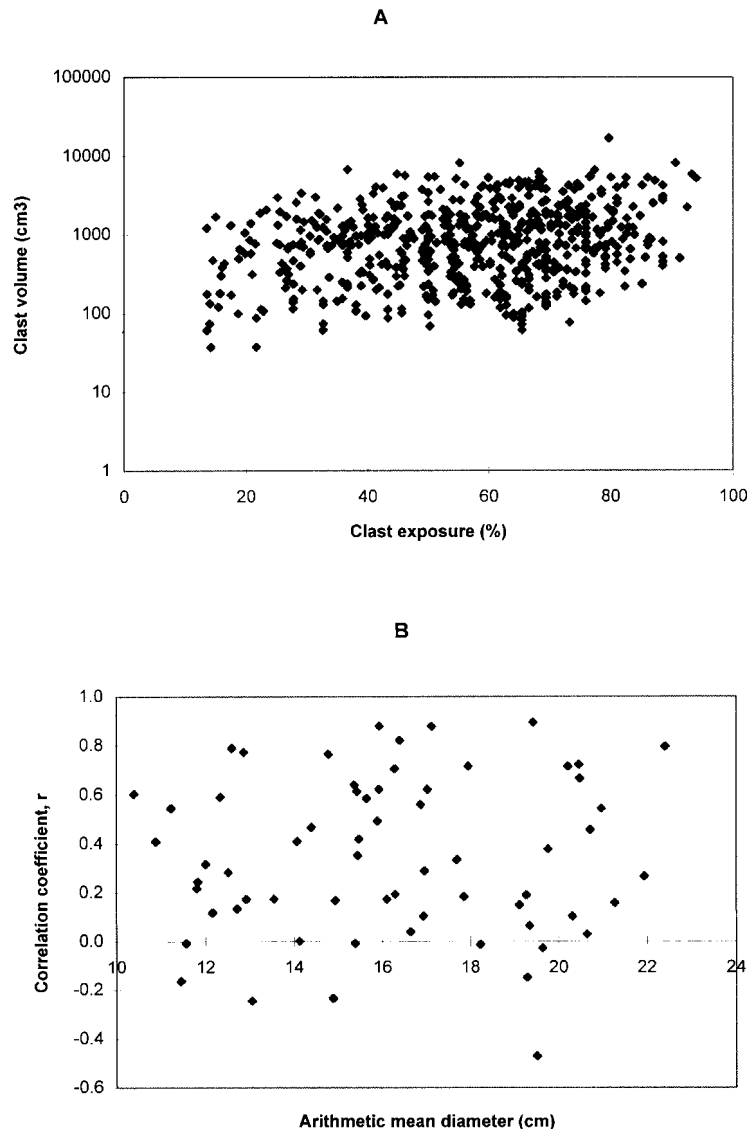 A
100000
10000
1000
100
10
1
Clast volume (cm3)
0 20 40 60 80 100
Clast exposure (%)
B
1.0
0.8
0.6
0.4
0.2
0.0
-0.2
-0.4
-0.6
Correlation coefficient, r
10 12 14 16 18 20 22 24
Arithmetic mean diameter (cm)